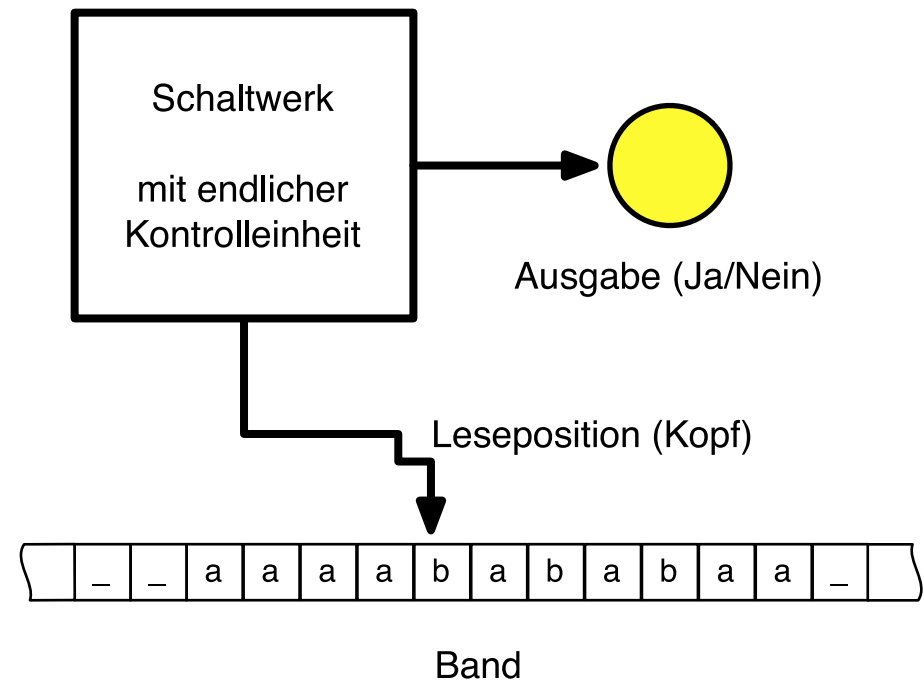 Schaltwerk
mit endlicher
Kontrolleinheit
Ausgabe (Ja/Nein)
Leseposition (Kopf)
_ _ a a a a b a b a b a a _
Band